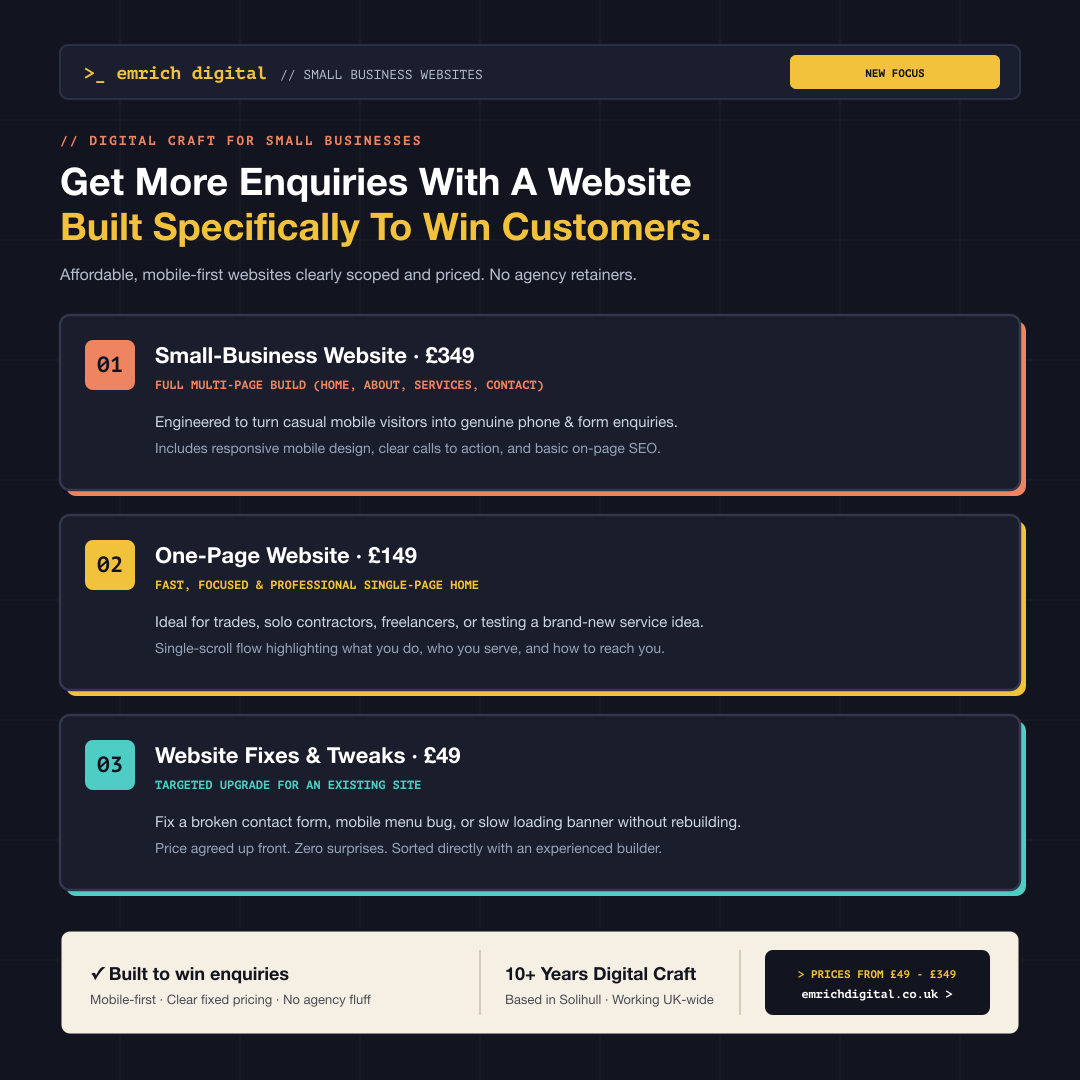 >_ emrich digital // SMALL BUSINESS WEBSITES
NEW FOCUS
// DIGITAL CRAFT FOR SMALL BUSINESSES
Get More Enquiries With A Website
Built Specifically To Win Customers.
Affordable, mobile-first websites clearly scoped and priced. No agency retainers.
01
Small-Business Website · £349
FULL MULTI-PAGE BUILD (HOME, ABOUT, SERVICES, CONTACT)
Engineered to turn casual mobile visitors into genuine phone & form enquiries.
Includes responsive mobile design, clear calls to action, and basic on-page SEO.
02
One-Page Website · £149
FAST, FOCUSED & PROFESSIONAL SINGLE-PAGE HOME
Ideal for trades, solo contractors, freelancers, or testing a brand-new service idea.
Single-scroll flow highlighting what you do, who you serve, and how to reach you.
03
Website Fixes & Tweaks · £49
TARGETED UPGRADE FOR AN EXISTING SITE
Fix a broken contact form, mobile menu bug, or slow loading banner without rebuilding.
Price agreed up front. Zero surprises. Sorted directly with an experienced builder.
✓ Built to win enquiries
Mobile-first · Clear fixed pricing · No agency fluff
10+ Years Digital Craft
Based in Solihull · Working UK-wide
> PRICES FROM £49 - £349
emrichdigital.co.uk >